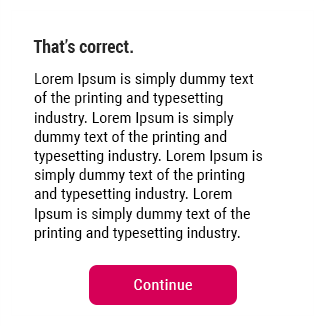 That's correct.
Lorem Ipsum is simply dummy text
of the printing and typesetting
industry. Lorem Ipsum is simply
dummy text of the printing and
typesetting industry. Lorem Ipsum is
simply dummy text of the printing
and typesetting industry. Lorem
Ipsum is simply dummy text of the
printing and typesetting industry.
Continue